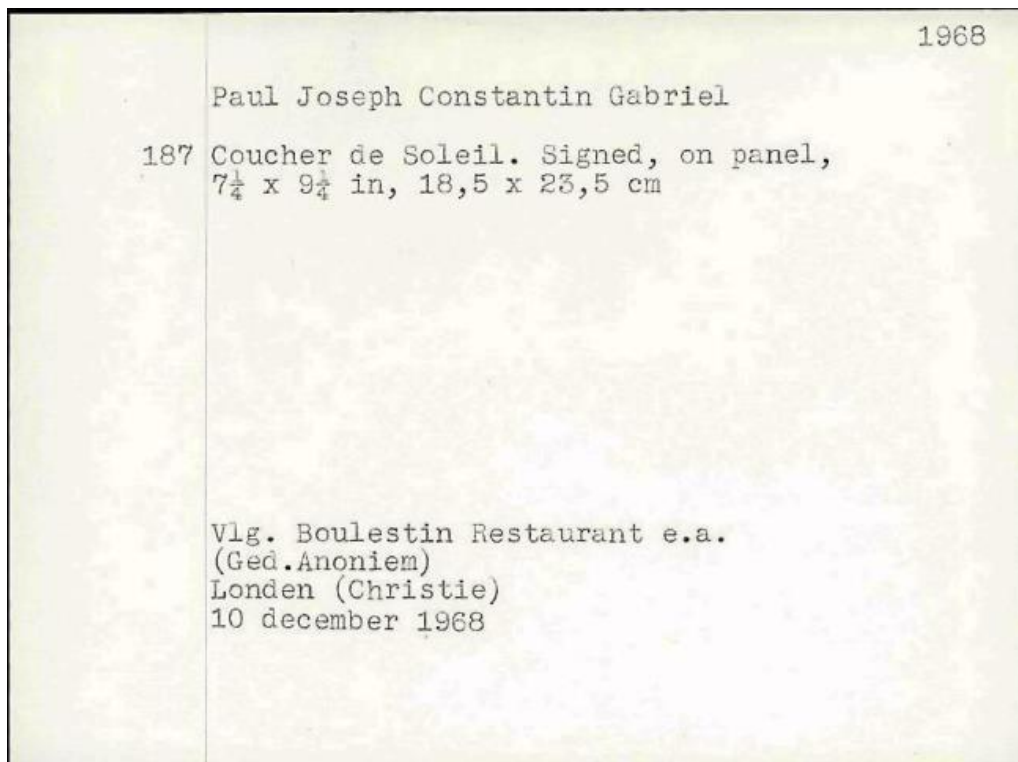 1968
Paul Joseph Constantin Gabriel
187 Coucher de Soleil. Signed, on panel,
7¼ x 9¼ in, 18,5 x 23,5 cm
Vlg. Boulestin Restaurant e.a.
(Ged.Anoniem)
Londen (Christie)
10 december 1968